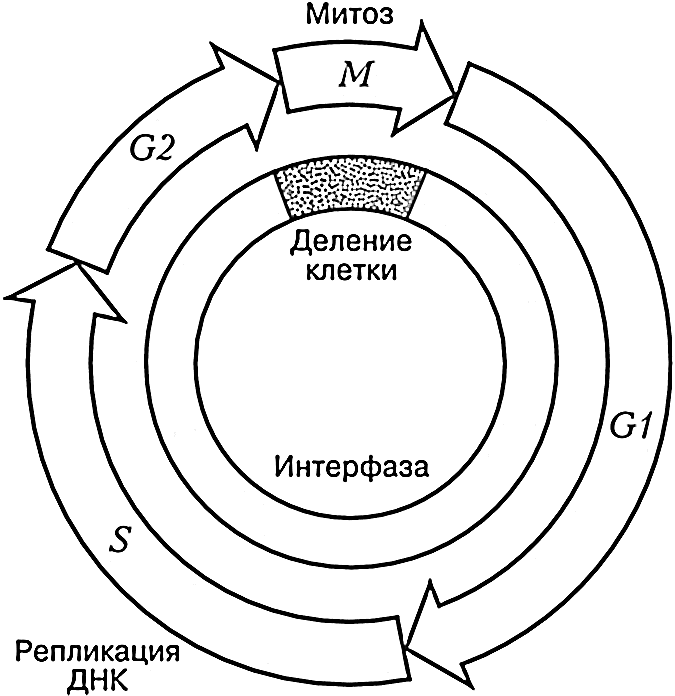 Митоз
M
G2
Деление
клетки
G1
Интерфаза
S
Репликация
ДНК